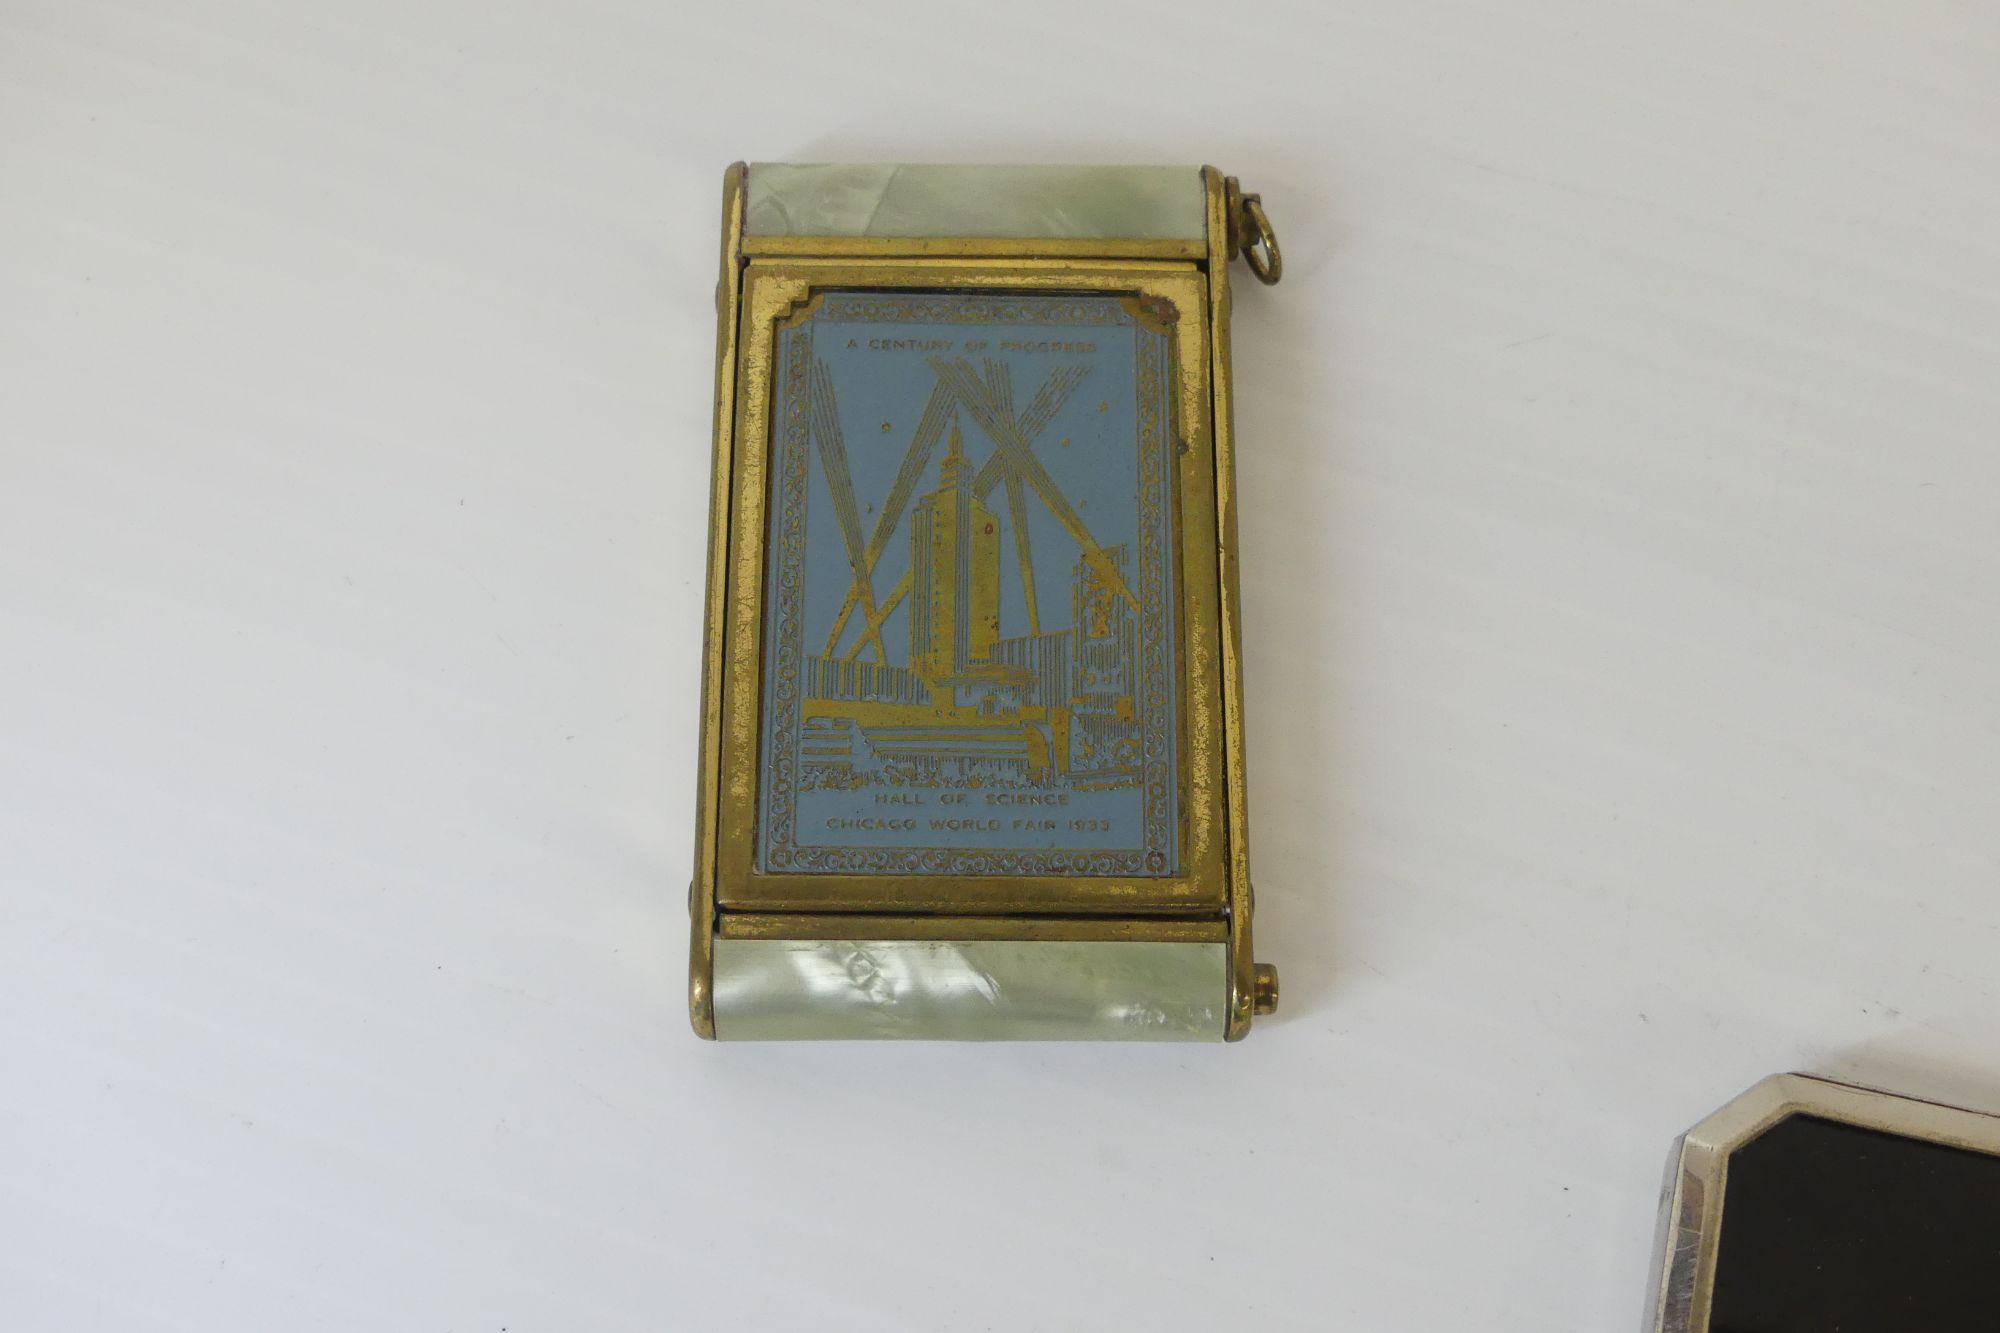 A CENTURY OF PROGRESS
HALL OF SCIENCE
CHICAGO WORLD FAIR 1933